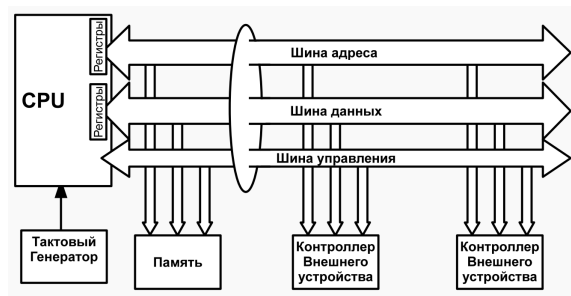 Регистры
Шина адреса
CPU
Регистры
Шина данных
Шина управления
Тактовый
Генератор
Память
Контроллер
Внешнего
устройства
Контроллер
Внешнего
устройства